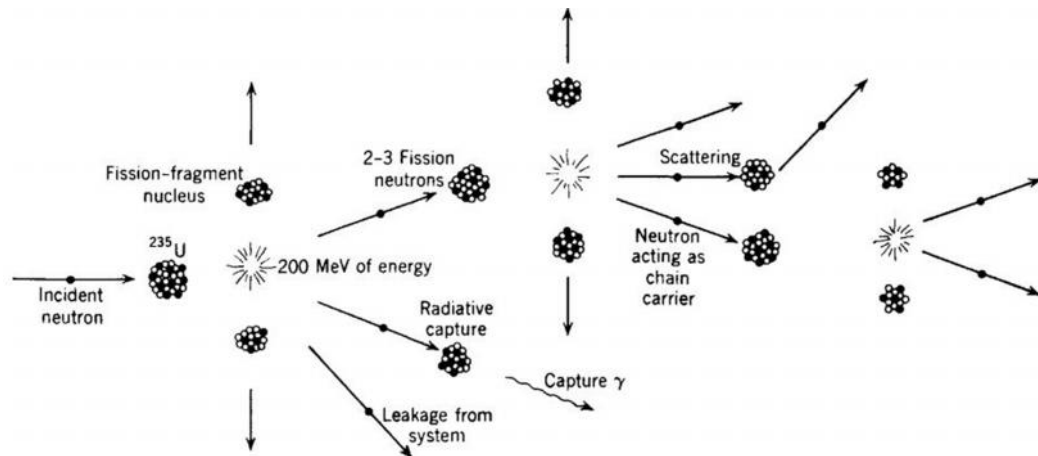 Fission-fragment
nucleus
²³⁵U
Incident
neutron
200 MeV of energy
2-3 Fission
neutrons
Radiative
capture
Leakage from
system
Capture γ
Scattering
Neutron
acting as
chain
carrier